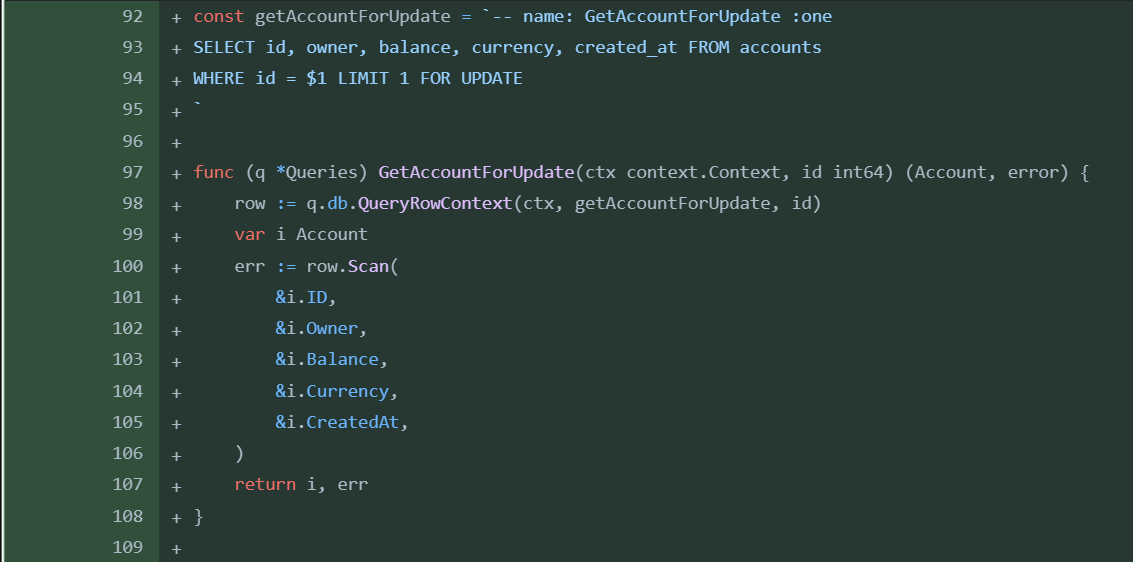 92 + const getAccountForUpdate = `-- name: GetAccountForUpdate :one
93 + SELECT id, owner, balance, currency, created_at FROM accounts
94 + WHERE id = $1 LIMIT 1 FOR UPDATE
95 + `
96 +
97 + func (q *Queries) GetAccountForUpdate(ctx context.Context, id int64) (Account, error) {
98 +     row := q.db.QueryRowContext(ctx, getAccountForUpdate, id)
99 +     var i Account
100 +     err := row.Scan(
101 +         &i.ID,
102 +         &i.Owner,
103 +         &i.Balance,
104 +         &i.Currency,
105 +         &i.CreatedAt,
106 +     )
107 +     return i, err
108 + }
109 +